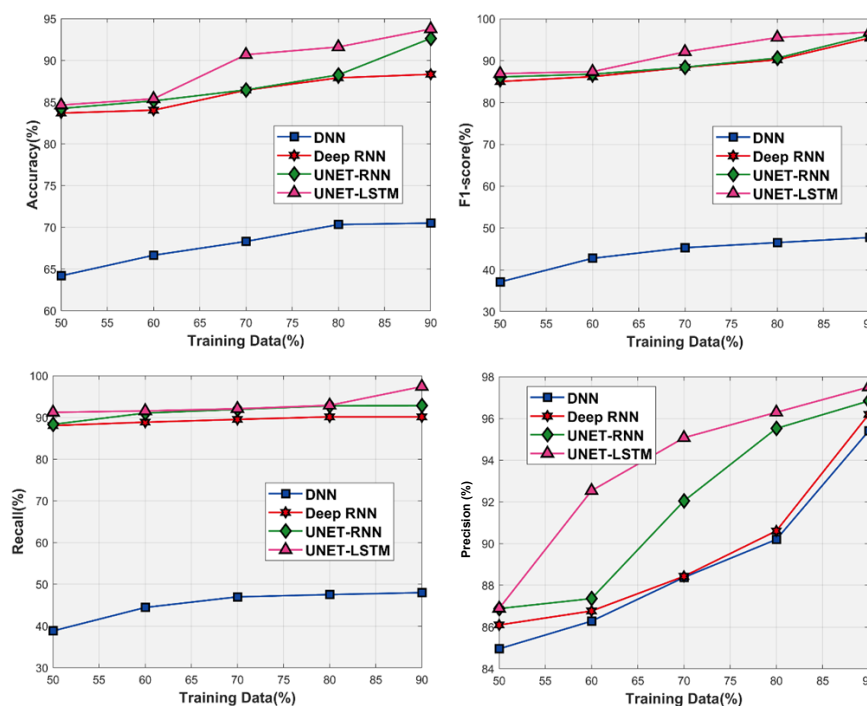 Accuracy(%)
95
90
85
80
75
70
65
60
DNN
Deep RNN
UNET-RNN
UNET-LSTM
50 55 60 65 70 75 80 85 90
Training Data(%)
F1-score(%)
100
90
80
70
60
50
40
30
DNN
Deep RNN
UNET-RNN
UNET-LSTM
50 55 60 65 70 75 80 85 90
Training Data(%)
Recall(%)
100
90
80
70
60
50
40
30
DNN
Deep RNN
UNET-RNN
UNET-LSTM
50 55 60 65 70 75 80 85 90
Training Data(%)
Precision (%)
98
96
94
92
90
88
86
84
DNN
Deep RNN
UNET-RNN
UNET-LSTM
50 55 60 65 70 75 80 85 90
Training Data(%)